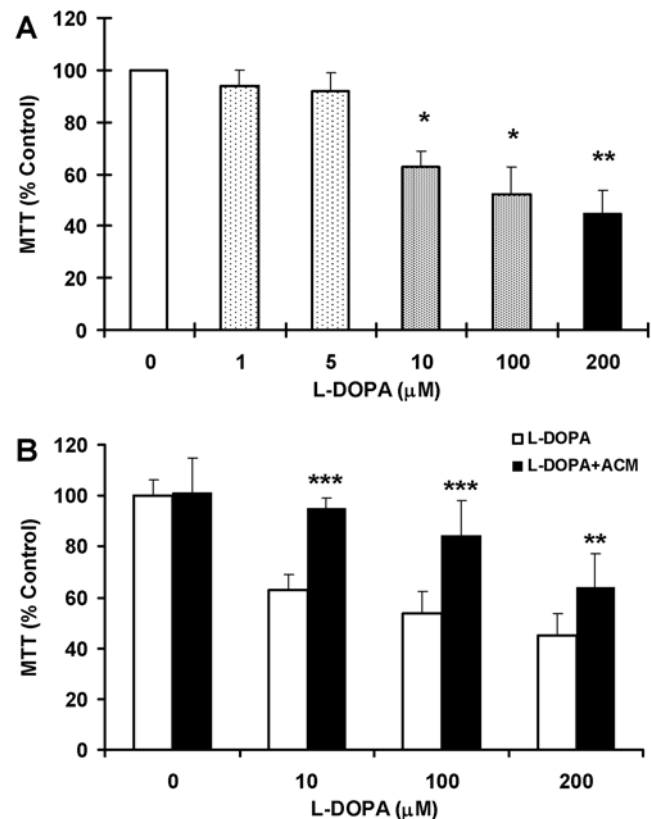 A
120
100
80
60
40
20
0
MTT (% Control)
* * **
0 1 5 10 100 200
L-DOPA (μM)
B
L-DOPA
L-DOPA+ACM
120
100
80
60
40
20
0
MTT (% Control)
*** *** **
0 10 100 200
L-DOPA (μM)